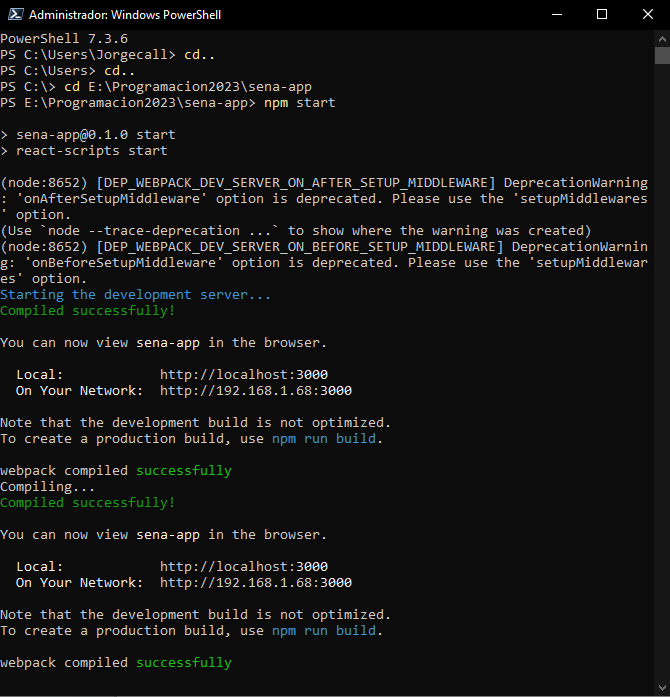 Administrador: Windows PowerShell
PowerShell 7.3.6
PS C:\Users\Jorgecall> cd..
PS C:\Users> cd..
PS C:\> cd E:\Programacion2023\sena-app
PS E:\Programacion2023\sena-app> npm start
> sena-app@0.1.0 start
> react-scripts start
(node:8652) [DEP_WEBPACK_DEV_SERVER_ON_AFTER_SETUP_MIDDLEWARE] DeprecationWarning
: 'onAfterSetupMiddleware' option is deprecated. Please use the 'setupMiddlewares
' option.
(Use `node --trace-deprecation ...` to show where the warning was created)
(node:8652) [DEP_WEBPACK_DEV_SERVER_ON_BEFORE_SETUP_MIDDLEWARE] DeprecationWarnin
g: 'onBeforeSetupMiddleware' option is deprecated. Please use the 'setupMiddlewar
es' option.
Starting the development server...
Compiled successfully!
You can now view sena-app in the browser.
Local: http://localhost:3000
On Your Network: http://192.168.1.68:3000
Note that the development build is not optimized.
To create a production build, use npm run build.
webpack compiled successfully
Compiling...
Compiled successfully!
You can now view sena-app in the browser.
Local: http://localhost:3000
On Your Network: http://192.168.1.68:3000
Note that the development build is not optimized.
To create a production build, use npm run build.
webpack compiled successfully